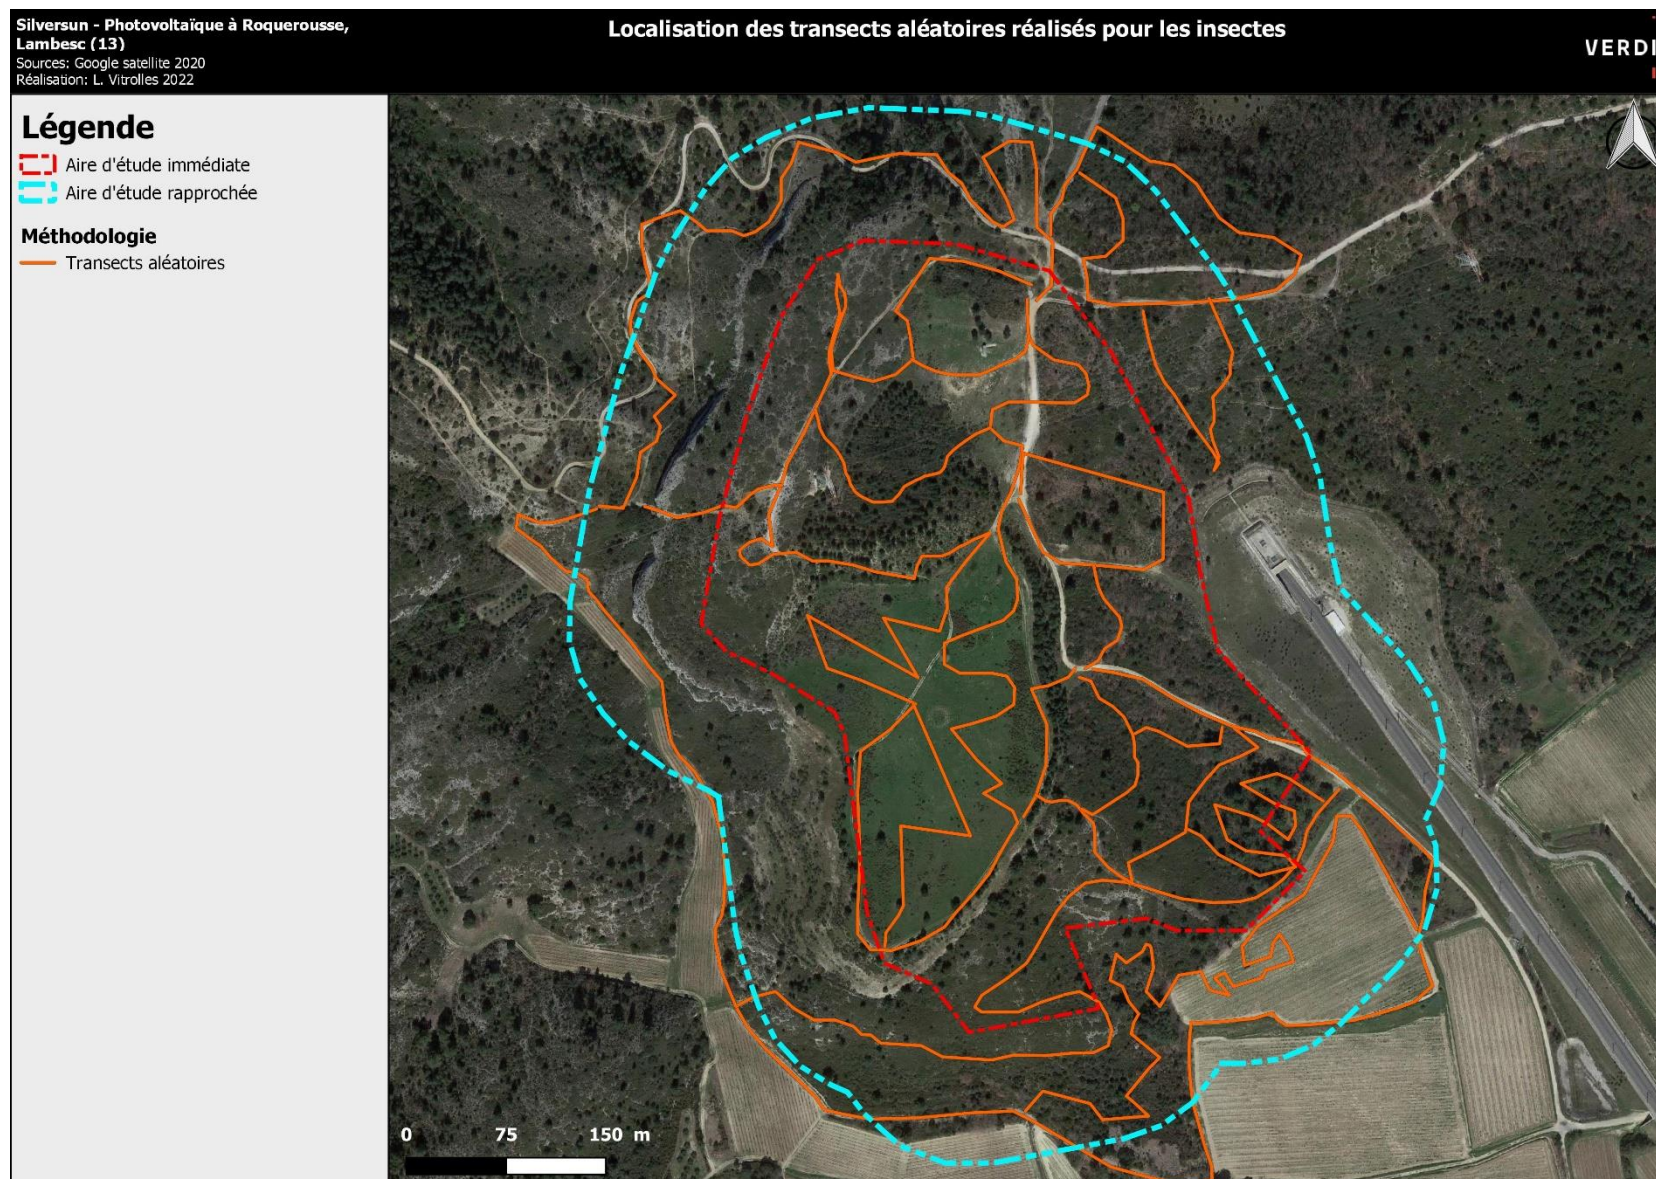 Silversun - Photovoltaïque à Roquerousse,
Lambesc (13)
Sources: Google satellite 2020
Réalisation: L. Vitrolles 2022
Localisation des transects aléatoires réalisés pour les insectes
VERDI
Légende
Aire d'étude immédiate
Aire d'étude rapprochée
Méthodologie
Transects aléatoires
0 75 150 m